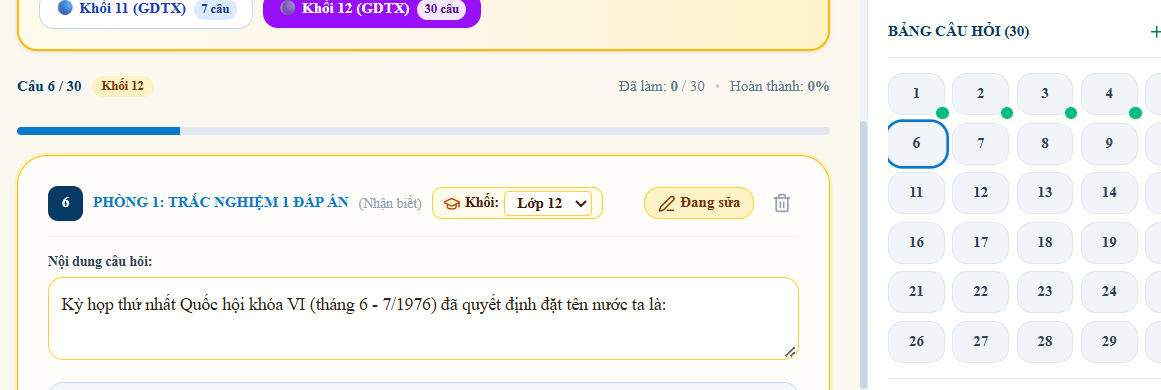 Khối 11 (GDTX) 7 câu Khối 12 (GDTX) 30 câu
Câu 6 / 30 Khối 12 Đã làm: 0 / 30 • Hoàn thành: 0%
6 PHÒNG 1: TRẮC NGHIỆM 1 ĐÁP ÁN (Nhận biết) Khối: Lớp 12 Đang sửa
Nội dung câu hỏi:
Kỳ họp thứ nhất Quốc hội khóa VI (tháng 6 - 7/1976) đã quyết định đặt tên nước ta là:
BẢNG CÂU HỎI (30) +
1 2 3 4
6 7 8 9
11 12 13 14
16 17 18 19
21 22 23 24
26 27 28 29